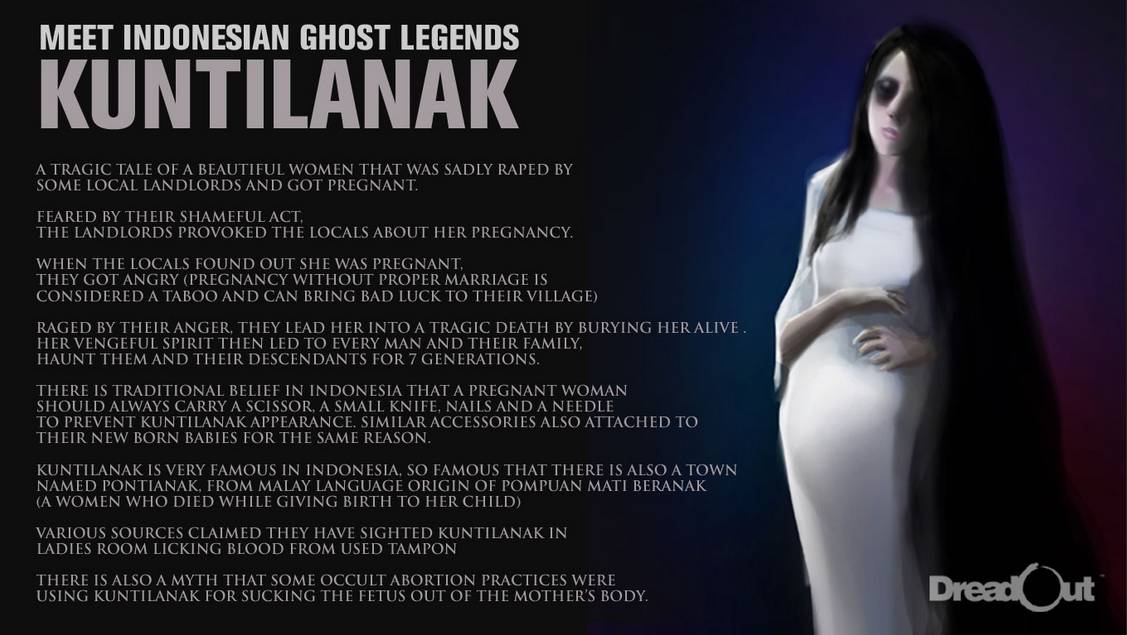 MEET INDONESIAN GHOST LEGENDS
KUNTILANAK
A TRAGIC TALE OF A BEAUTIFUL WOMEN THAT WAS SADLY RAPED BY
SOME LOCAL LANDLORDS AND GOT PREGNANT.
FEARED BY THEIR SHAMEFUL ACT,
THE LANDLORDS PROVOKED THE LOCALS ABOUT HER PREGNANCY.
WHEN THE LOCALS FOUND OUT SHE WAS PREGNANT,
THEY GOT ANGRY (PREGNANCY WITHOUT PROPER MARRIAGE IS
CONSIDERED A TABOO AND CAN BRING BAD LUCK TO THEIR VILLAGE)
RAGED BY THEIR ANGER, THEY LEAD HER INTO A TRAGIC DEATH BY BURYING HER ALIVE .
HER VENGEFUL SPIRIT THEN LED TO EVERY MAN AND THEIR FAMILY,
HAUNT THEM AND THEIR DESCENDANTS FOR 7 GENERATIONS.
THERE IS TRADITIONAL BELIEF IN INDONESIA THAT A PREGNANT WOMAN
SHOULD ALWAYS CARRY A SCISSOR, A SMALL KNIFE, NAILS AND A NEEDLE
TO PREVENT KUNTILANAK APPEARANCE. SIMILAR ACCESSORIES ALSO ATTACHED TO
THEIR NEW BORN BABIES FOR THE SAME REASON.
KUNTILANAK IS VERY FAMOUS IN INDONESIA, SO FAMOUS THAT THERE IS ALSO A TOWN
NAMED PONTIANAK, FROM MALAY LANGUAGE ORIGIN OF POMPUAN MATI BERANAK
(A WOMEN WHO DIED WHILE GIVING BIRTH TO HER CHILD)
VARIOUS SOURCES CLAIMED THEY HAVE SIGHTED KUNTILANAK IN
LADIES ROOM LICKING BLOOD FROM USED TAMPON
THERE IS ALSO A MYTH THAT SOME OCCULT ABORTION PRACTICES WERE
USING KUNTILANAK FOR SUCKING THE FETUS OUT OF THE MOTHER'S BODY.
DreadOut